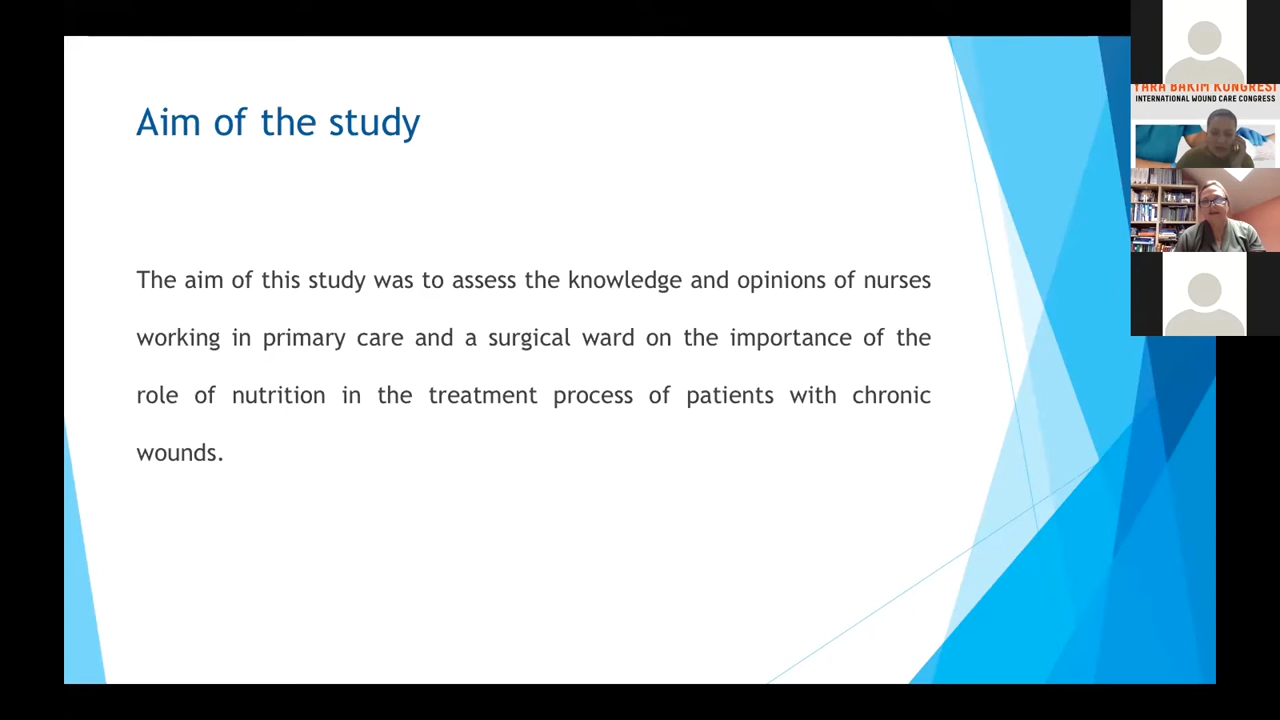 Aim of the study
The aim of this study was to assess the knowledge and opinions of nurses
working in primary care and a surgical ward on the importance of the
role of nutrition in the treatment process of patients with chronic
wounds.
YARA BAKIM KONGRESİ
INTERNATIONAL WOUND CARE CONGRESS